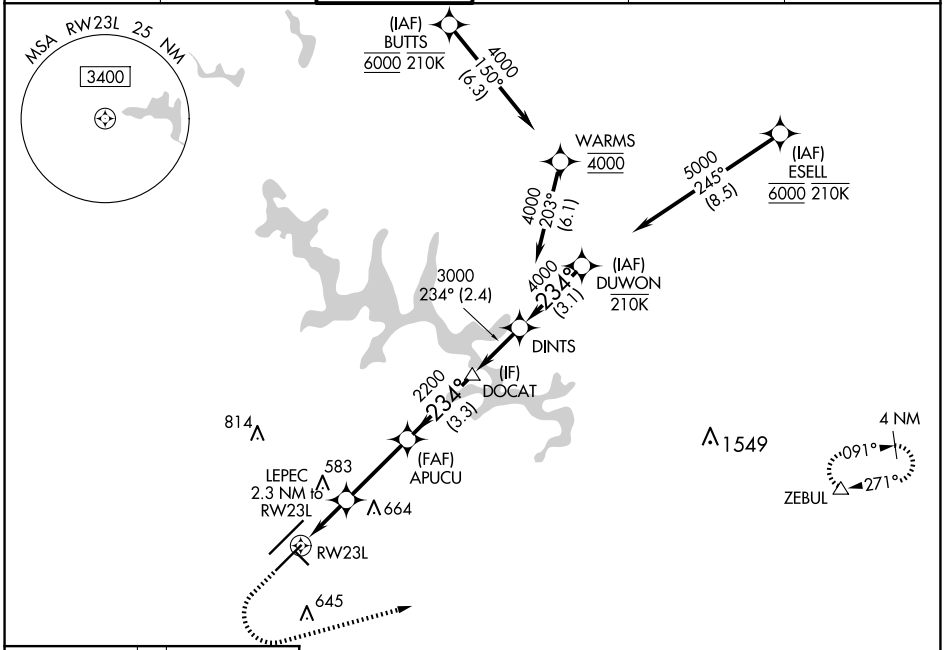 MSA RW23L 25 NM
3400
(IAF)
BUTTS
6000 210K
4000
150°
(6.3)
WARMS
4000
5000
245°
(8.5)
(IAF)
ESELL
6000 210K
4000
203°
(6.1)
3000
234° (2.4)
4000
234°
(3.1)
(IAF)
DUWON
210K
DINTS
(IF)
DOCAT
2200
234°
(3.3)
(FAF)
APUCU
814
583
LEPEC
2.3 NM to
RW23L
664
RW23L
645
1549
4 NM
091°
271°
ZEBUL